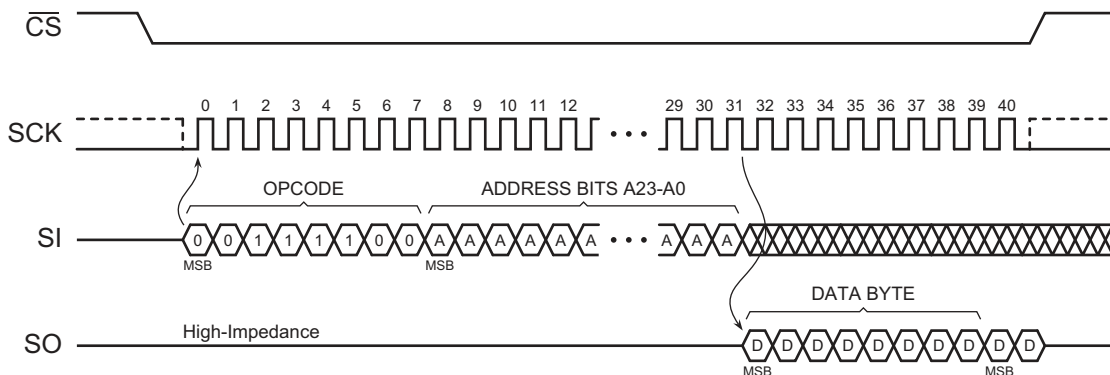 CS
0 1 2 3 4 5 6 7 8 9 10 11 12 29 30 31 32 33 34 35 36 37 38 39 40
SCK
OPCODE ADDRESS BITS A23-A0
SI 0 0 1 1 1 1 0 0 A A A A A A A A A
MSB MSB
DATA BYTE
High-Impedance
SO D D D D D D D D D D
MSB MSB